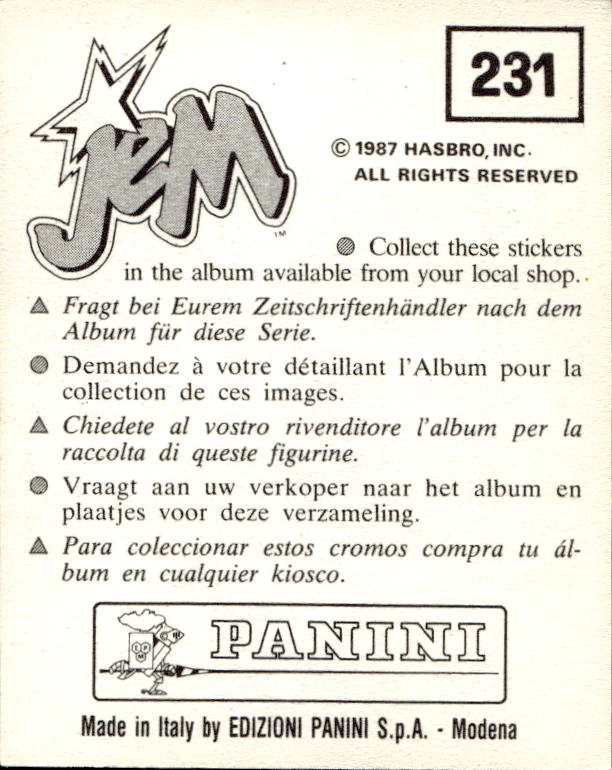 231
JEM
™
© 1987 HASBRO, INC.
ALL RIGHTS RESERVED
Collect these stickers
in the album available from your local shop.
Fragt bei Eurem Zeitschriftenhändler nach dem
Album für diese Serie.
Demandez à votre détaillant l'Album pour la
collection de ces images.
Chiedete al vostro rivenditore l'album per la
raccolta di queste figurine.
Vraagt aan uw verkoper naar het album en
plaatjes voor deze verzameling.
Para coleccionar estos cromos compra tu ál-
bum en cualquier kiosco.
PANINI
Made in Italy by EDIZIONI PANINI S.p.A. - Modena